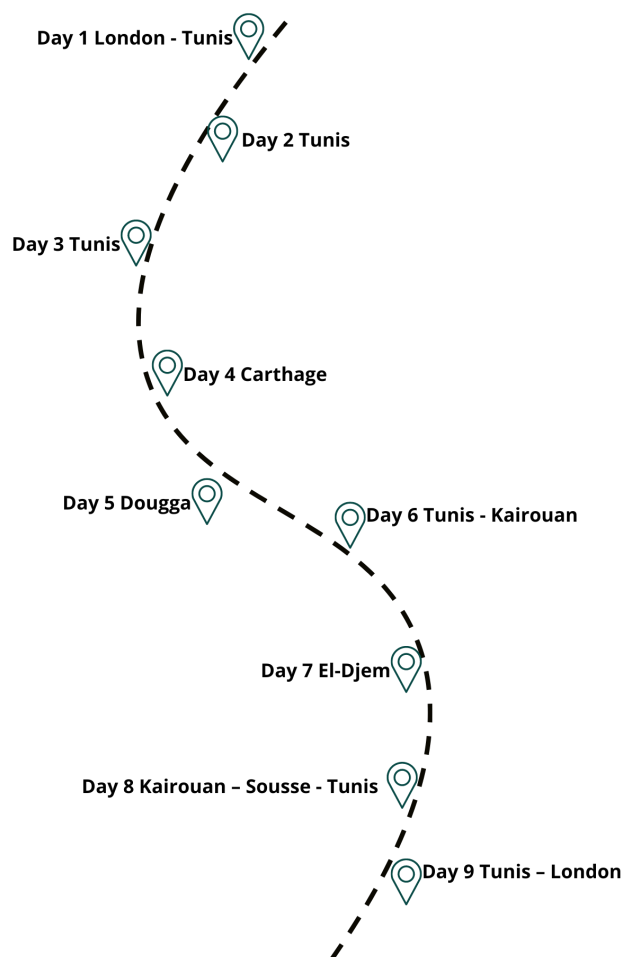 Day 1 London - Tunis
Day 2 Tunis
Day 3 Tunis
Day 4 Carthage
Day 5 Dougga
Day 6 Tunis - Kairouan
Day 7 El-Djem
Day 8 Kairouan – Sousse - Tunis
Day 9 Tunis – London